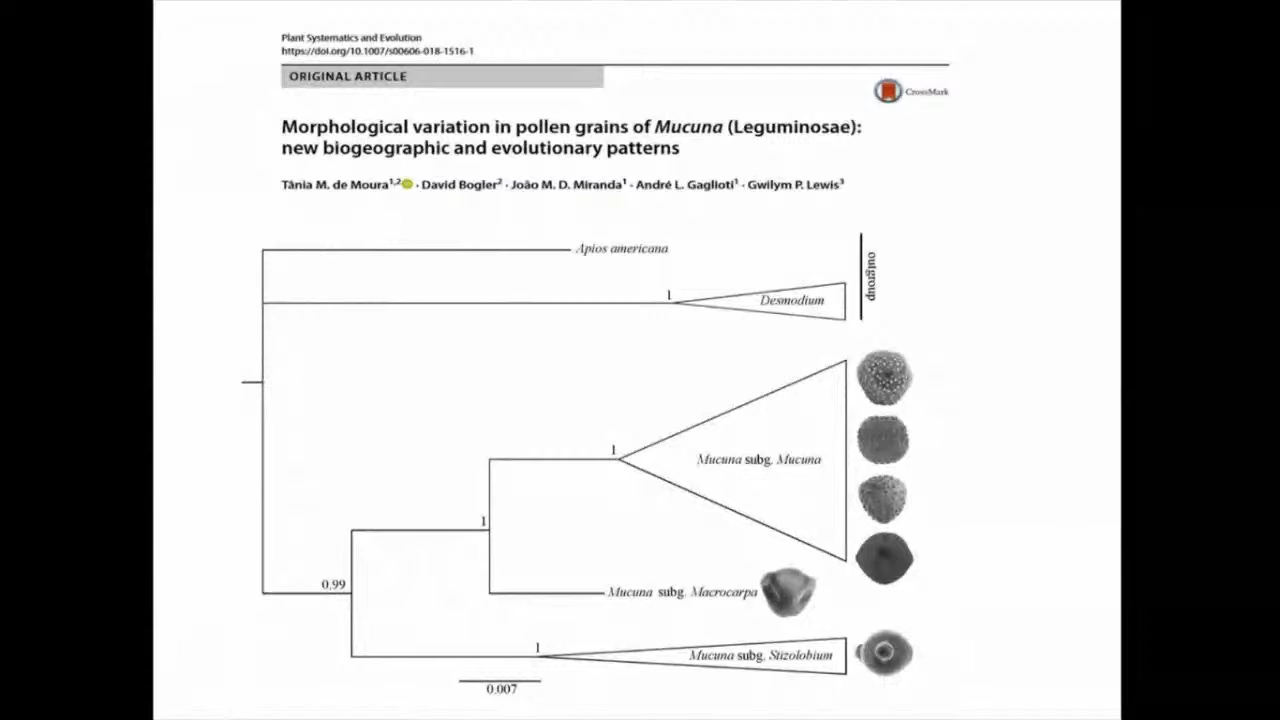 Plant Systematics and Evolution
https://doi.org/10.1007/s00606-018-1516-1
ORIGINAL ARTICLE
CrossMark
Morphological variation in pollen grains of Mucuna (Leguminosae):
new biogeographic and evolutionary patterns
Tânia M. de Moura1,2 · David Bogler2 · João M. D. Miranda1 · André L. Gaglioti1 · Gwilym P. Lewis3
Apios americana
outgroup
1
Desmodium
1
Mucuna subg. Mucuna
1
0.99
Mucuna subg. Macrocarpa
1
Mucuna subg. Stizolobium
0.007